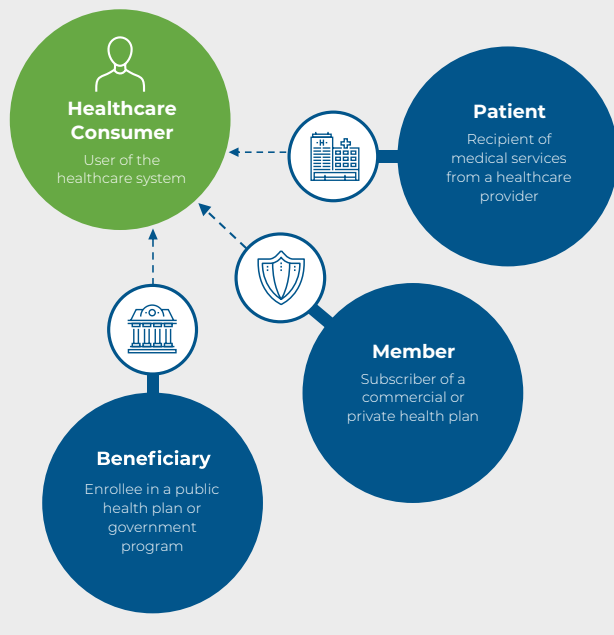 Healthcare
Consumer
User of the
healthcare system
Patient
Recipient of
medical services
from a healthcare
provider
H
Member
Subscriber of a
commercial or
private health plan
Beneficiary
Enrollee in a public
health plan or
government
program